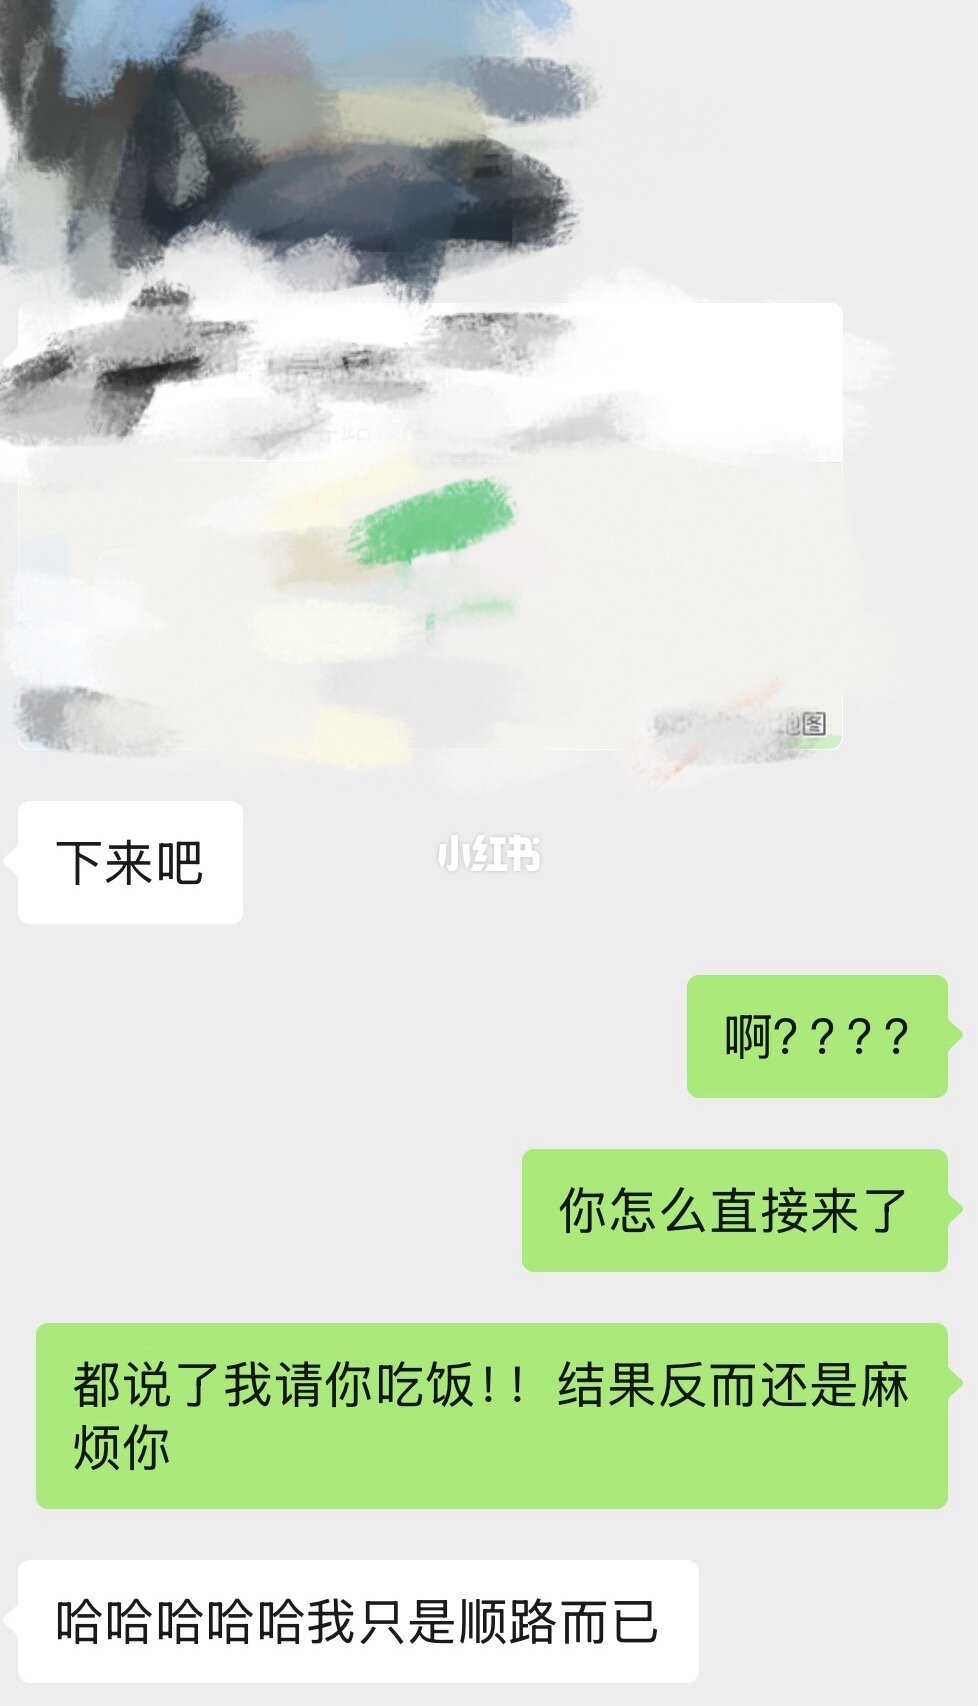 图
下来吧
小红书
啊？？？？
你怎么直接来了
都说了我请你吃饭！！结果反而还是麻
烦你
哈哈哈哈哈我只是顺路而已